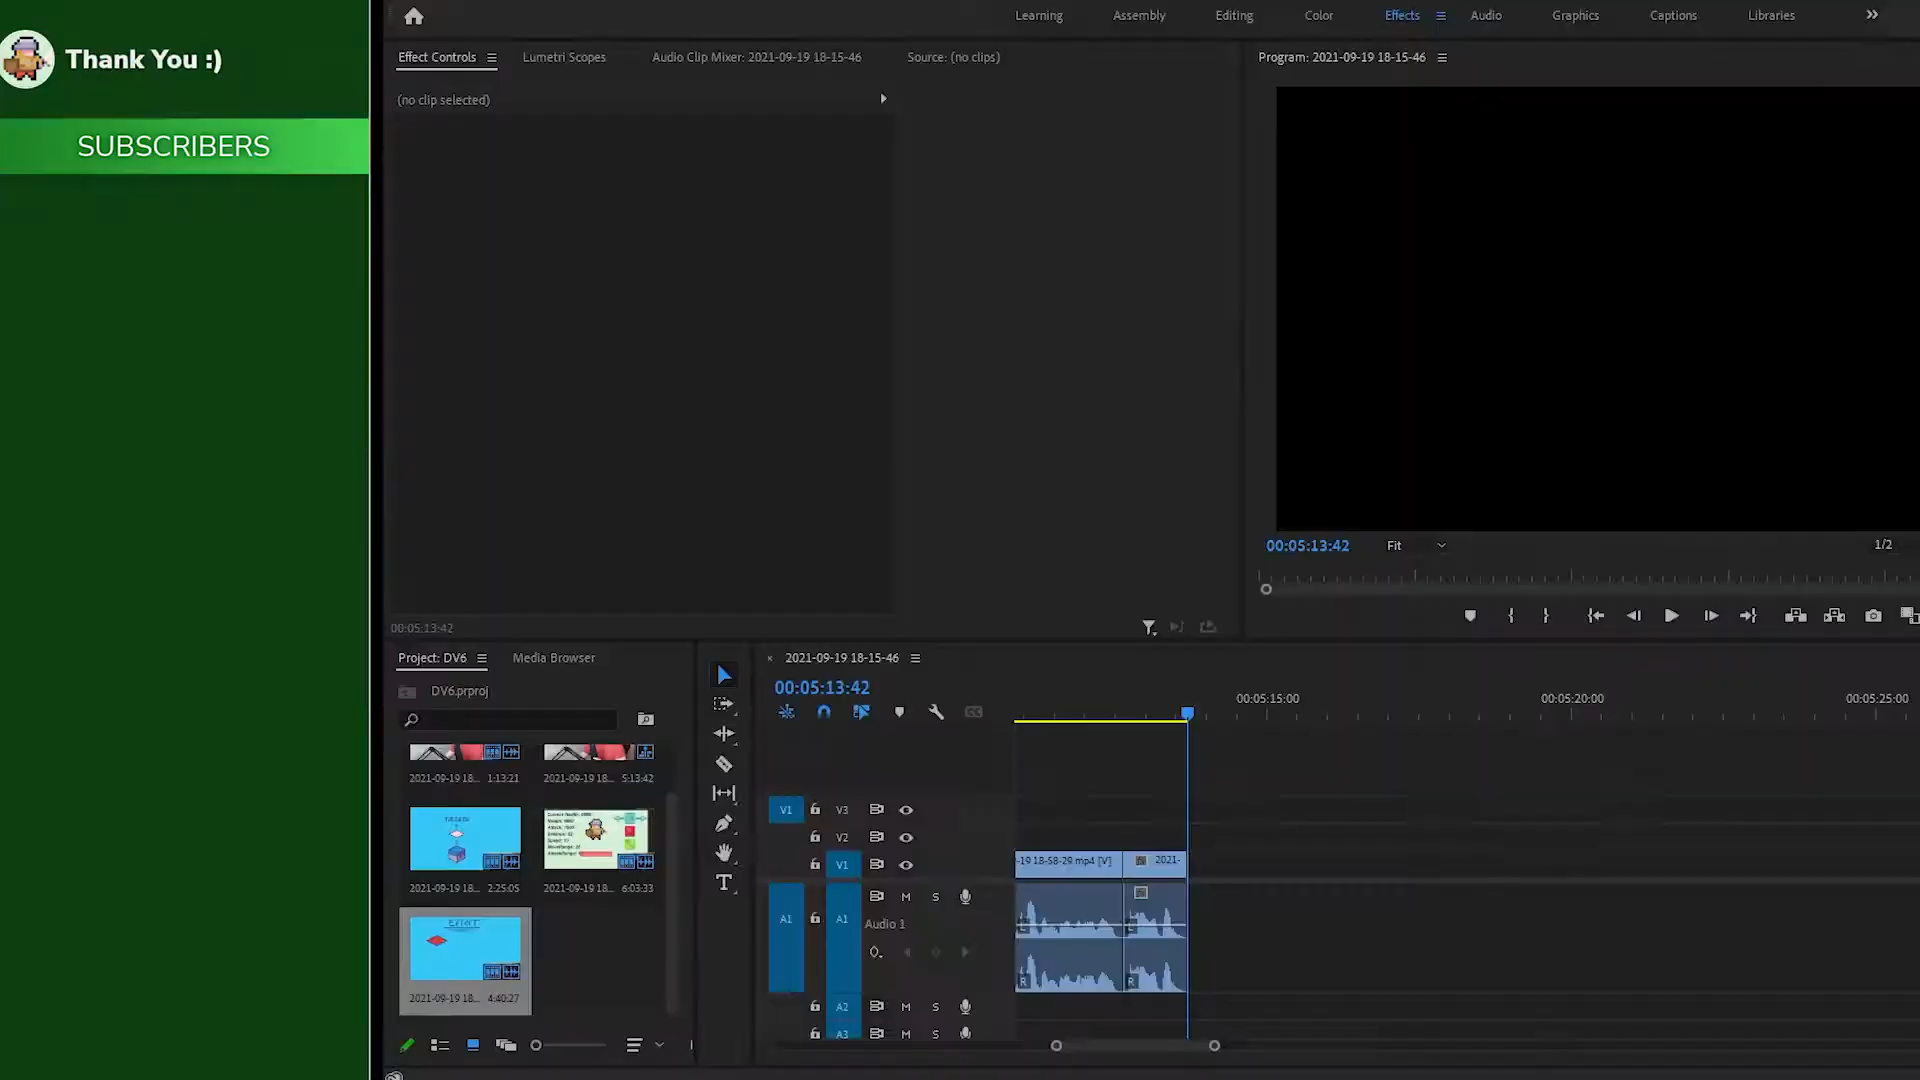 Thank You :)
SUBSCRIBERS
Learning Assembly Editing Color Effects Audio Graphics Captions Libraries
Effect Controls Lumetri Scopes Audio Clip Mixer: 2021-09-19 18-15-46 Source: (no clips)
Program: 2021-09-19 18-15-46
(no clip selected)
00:05:13:42 Fit 1/2
00:05:13:42
Project: DV6 Media Browser
DV6.prproj
2021-09-19 18... 1:13:21
2021-09-19 18... 5:13:42
2021-09-19 18... 2:25:05
2021-09-19 18... 6:03:33
EFFECT
2021-09-19 18... 4:40:27
2021-09-19 18-15-46
00:05:13:42
00:05:15:00 00:05:20:00 00:05:25:00
V1 V3
V2
V1
-19 18-58-29.mp4 [V] 2021-
A1 A1 M S
Audio 1
L L
R R
A2 M S
A3 M S